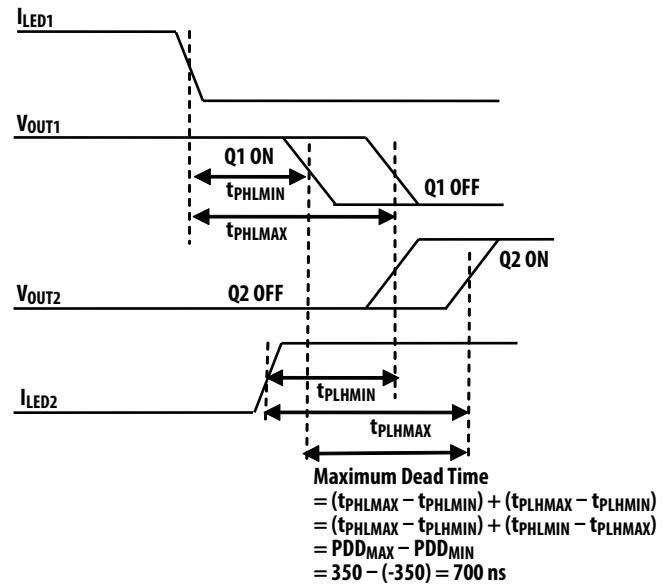 ILED1
VOUT1
Q1 ON
tPHLMIN
Q1 OFF
tPHLMAX
Q2 ON
VOUT2
Q2 OFF
tPLHMIN
ILED2
tPLHMAX
Maximum Dead Time
= (tPHLMAX – tPHLMIN) + (tPLHMAX – tPLHMIN)
= (tPHLMAX – tPLHMIN) + (tPHLMIN – tPLHMAX)
= PDDMAX – PDDMIN
= 350 – (-350) = 700 ns